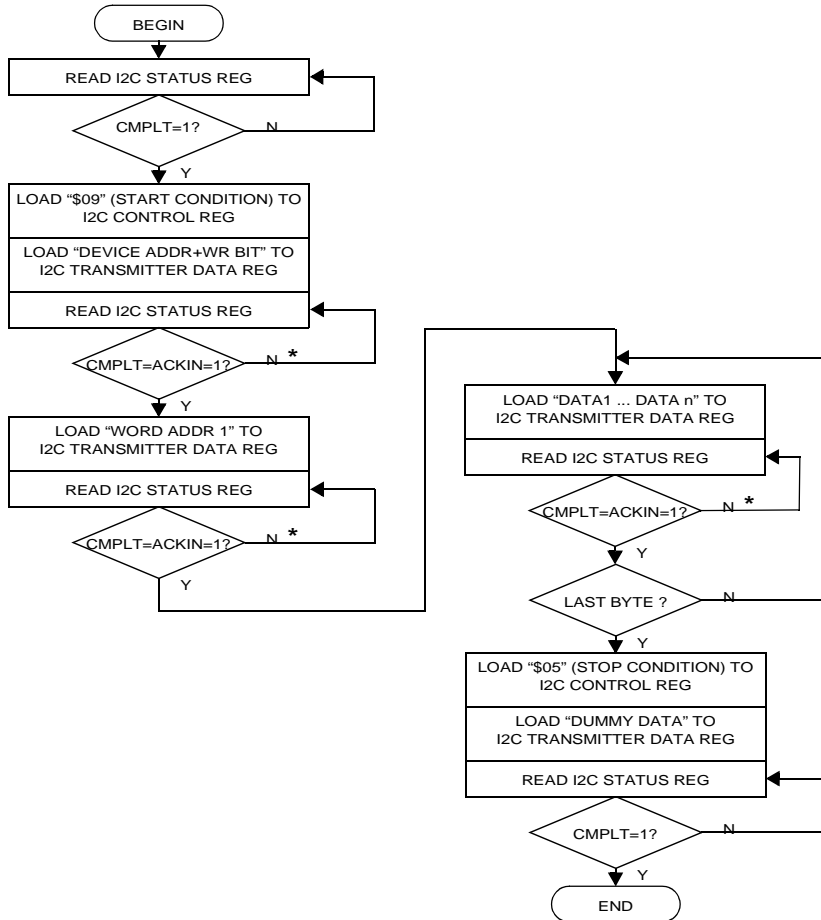 BEGIN
READ I2C STATUS REG
CMPLT=1?
N
Y
LOAD “$09” (START CONDITION) TO
I2C CONTROL REG
LOAD “DEVICE ADDR+WR BIT” TO
I2C TRANSMITTER DATA REG
READ I2C STATUS REG
CMPLT=ACKIN=1?
N *
Y
LOAD “WORD ADDR 1” TO
I2C TRANSMITTER DATA REG
READ I2C STATUS REG
CMPLT=ACKIN=1?
N *
Y
LOAD “DATA1 ... DATA n” TO
I2C TRANSMITTER DATA REG
READ I2C STATUS REG
CMPLT=ACKIN=1?
N *
Y
LAST BYTE ?
N
Y
LOAD “$05” (STOP CONDITION) TO
I2C CONTROL REG
LOAD “DUMMY DATA” TO
I2C TRANSMITTER DATA REG
READ I2C STATUS REG
CMPLT=1?
N
Y
END